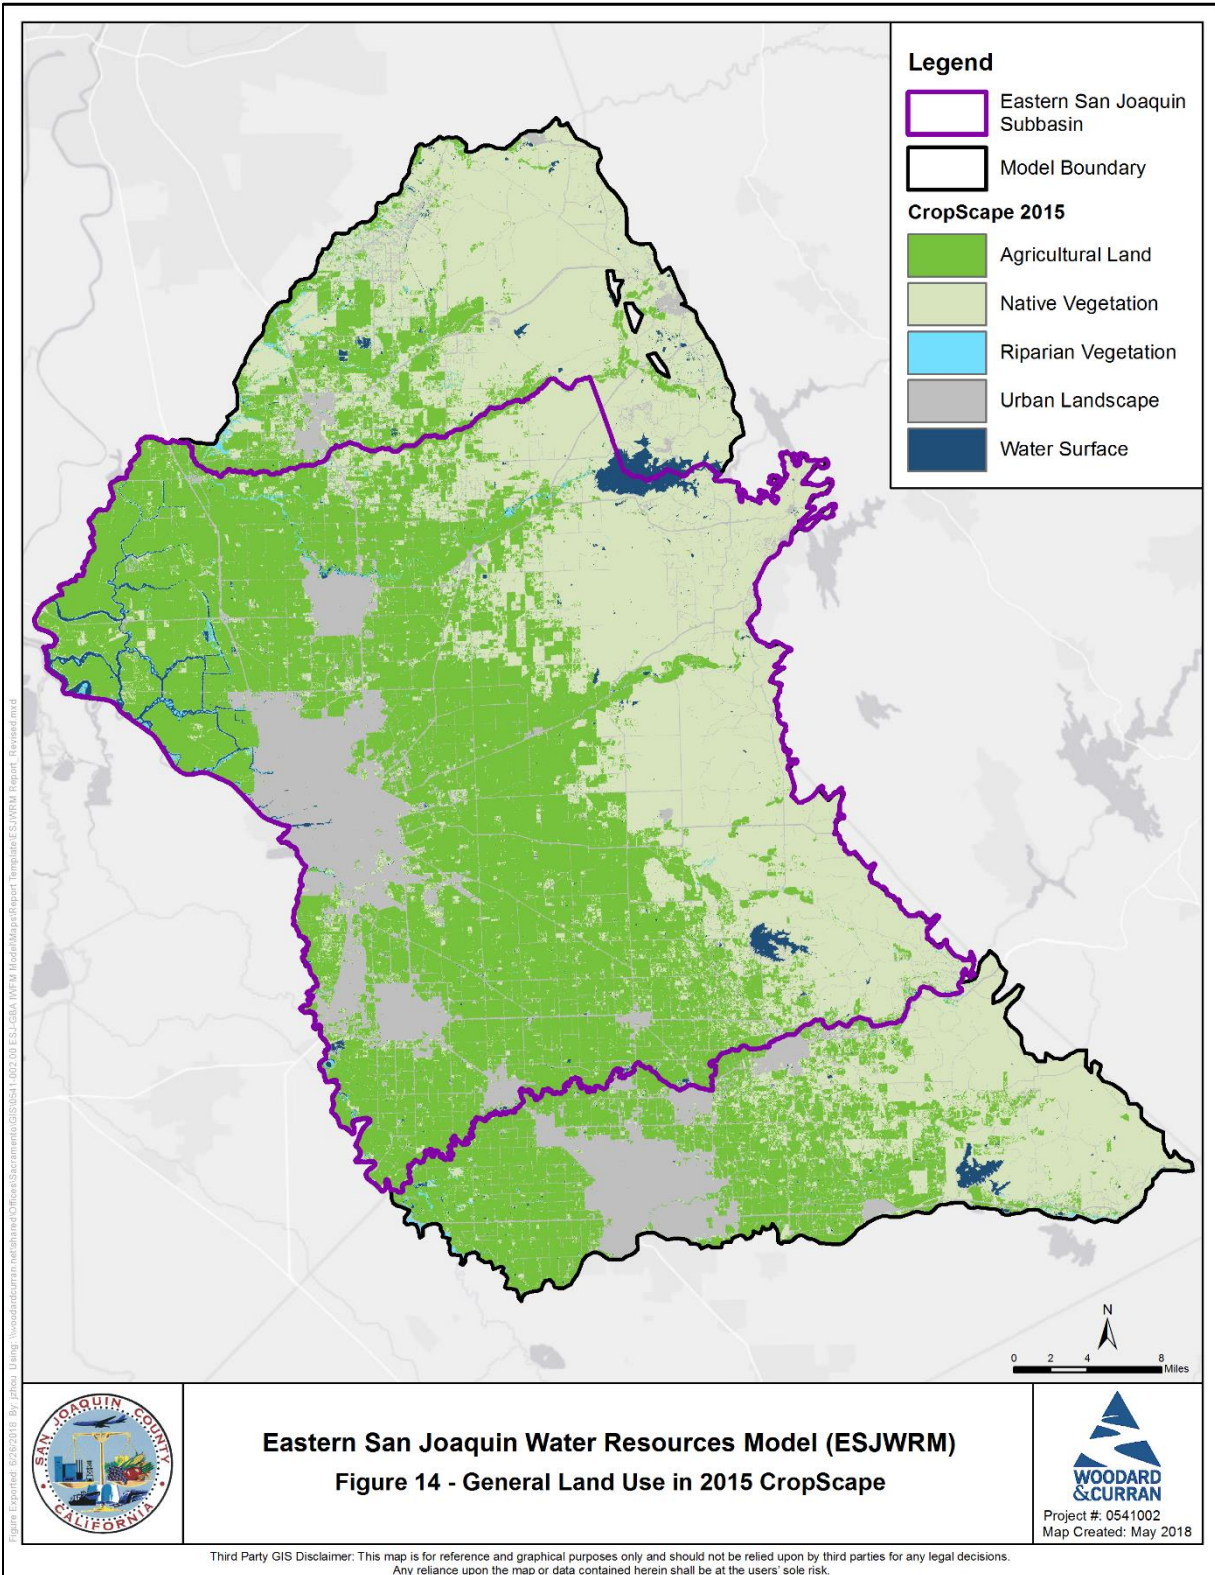 Legend
Eastern San Joaquin
Subbasin
Model Boundary
CropScape 2015
Agricultural Land
Native Vegetation
Riparian Vegetation
Urban Landscape
Water Surface
N
0 2 4 8
Miles
SAN JOAQUIN COUNTY
CALIFORNIA
Eastern San Joaquin Water Resources Model (ESJWRM)
Figure 14 - General Land Use in 2015 CropScape
WOODARD
&CURRAN
Project #: 0541002
Map Created: May 2018
Third Party GIS Disclaimer: This map is for reference and graphical purposes only and should not be relied upon by third parties for any legal decisions.
Any reliance upon the map or data contained herein shall be at the users' sole risk.